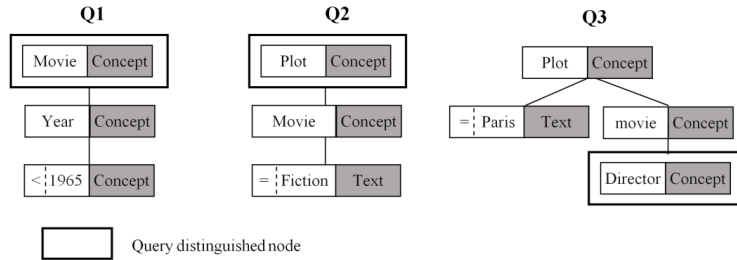 Q1 Q2 Q3
Movie Concept Plot Concept Plot Concept
Year Concept Movie Concept = Paris Text movie Concept
< 1965 Concept = Fiction Text Director Concept
Query distinguished node